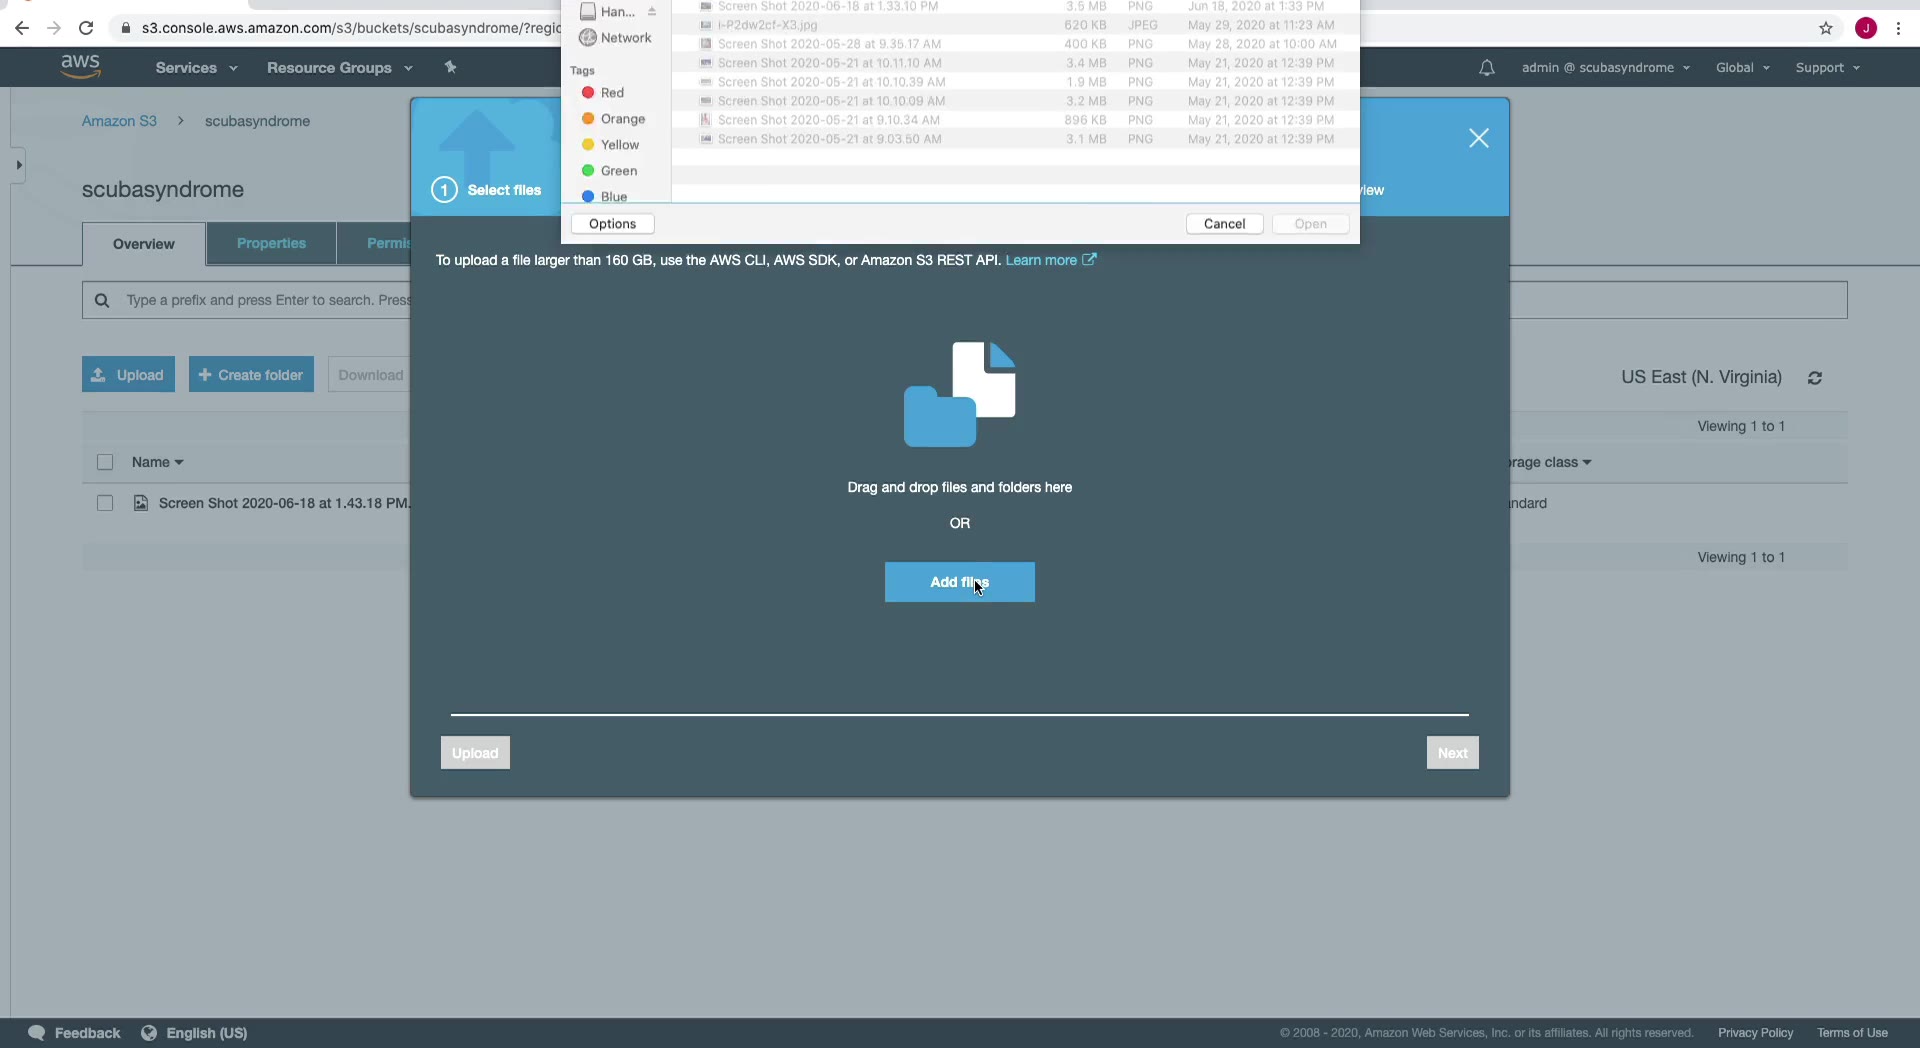 s3.console.aws.amazon.com/s3/buckets/scubasyndrome/?regio
J
aws
Services
Resource Groups
admin @ scubasyndrome
Global
Support
Amazon S3 > scubasyndrome
scubasyndrome
Overview
Properties
Permis
Type a prefix and press Enter to search. Press
Upload
+ Create folder
Download
US East (N. Virginia)
Viewing 1 to 1
Name
orage class
Screen Shot 2020-06-18 at 1.43.18 PM.
andard
Viewing 1 to 1
Han...
Network
Tags
Red
Orange
Yellow
Green
Blue
Screen Shot 2020-06-18 at 1.33.10 PM 3.5 MB PNG Jun 18, 2020 at 1:33 PM
i-P2dw2cf-X3.jpg 620 KB JPEG May 29, 2020 at 11:23 AM
Screen Shot 2020-05-28 at 9.35.17 AM 400 KB PNG May 28, 2020 at 10:00 AM
Screen Shot 2020-05-21 at 10.11.10 AM 3.4 MB PNG May 21, 2020 at 12:39 PM
Screen Shot 2020-05-21 at 10.10.39 AM 1.9 MB PNG May 21, 2020 at 12:39 PM
Screen Shot 2020-05-21 at 10.10.09 AM 3.2 MB PNG May 21, 2020 at 12:39 PM
Screen Shot 2020-05-21 at 9.10.34 AM 896 KB PNG May 21, 2020 at 12:39 PM
Screen Shot 2020-05-21 at 9.03.50 AM 3.1 MB PNG May 21, 2020 at 12:39 PM
Options
Cancel
Open
1 Select files
view
To upload a file larger than 160 GB, use the AWS CLI, AWS SDK, or Amazon S3 REST API. Learn more
Drag and drop files and folders here
OR
Add files
Upload
Next
Feedback
English (US)
© 2008 - 2020, Amazon Web Services, Inc. or its affiliates. All rights reserved.
Privacy Policy
Terms of Use